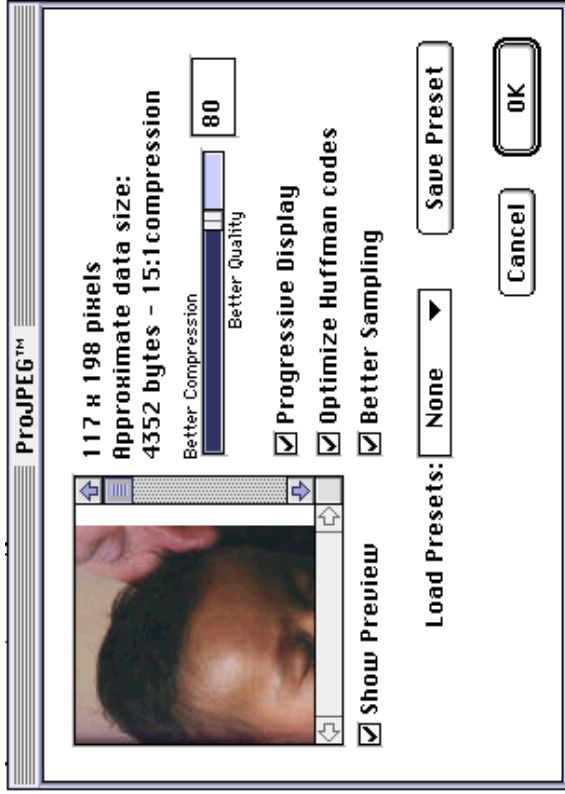 ProJPEG™
117 x 198 pixels
Approximate data size:
4352 bytes - 15:1compression
Better Compression
80
Better Quality
Progressive Display
Optimize Huffman codes
Better Sampling
Show Preview
Load Presets: None
Save Preset
Cancel
OK